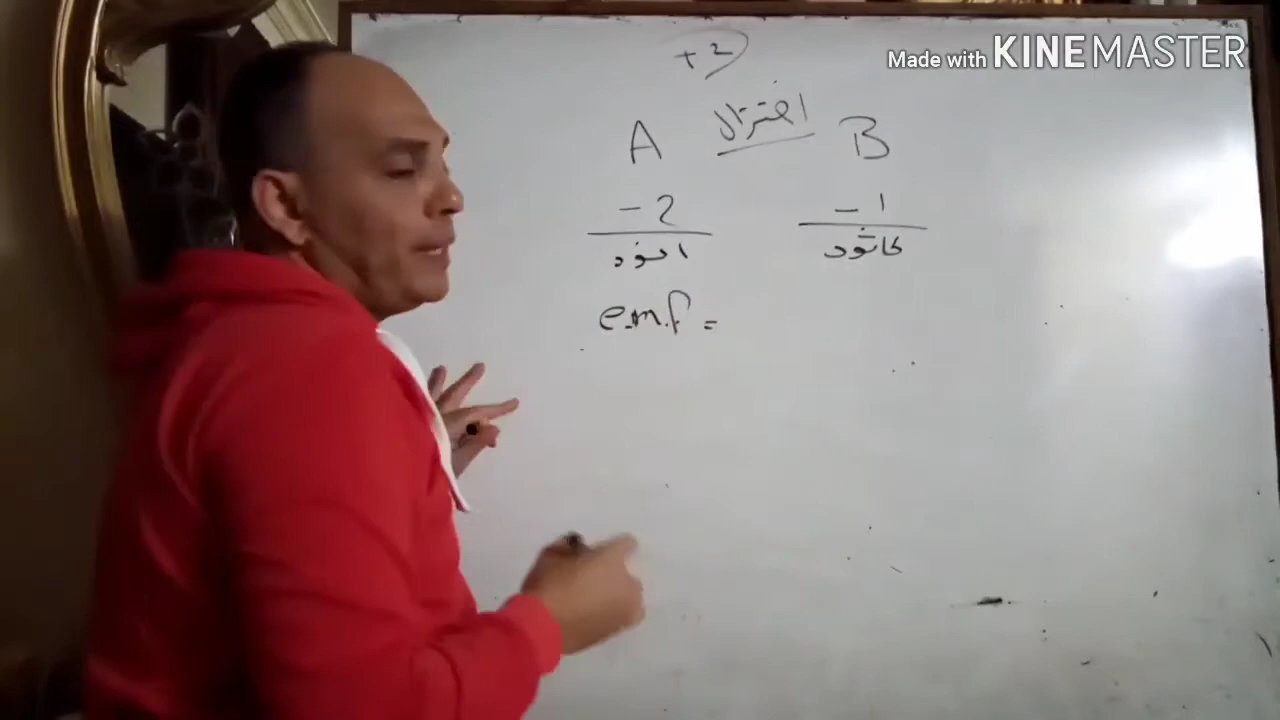 Made with KINEMASTER
+2
A اختزال B
-2 -1
انود كاثود
e.m.f =